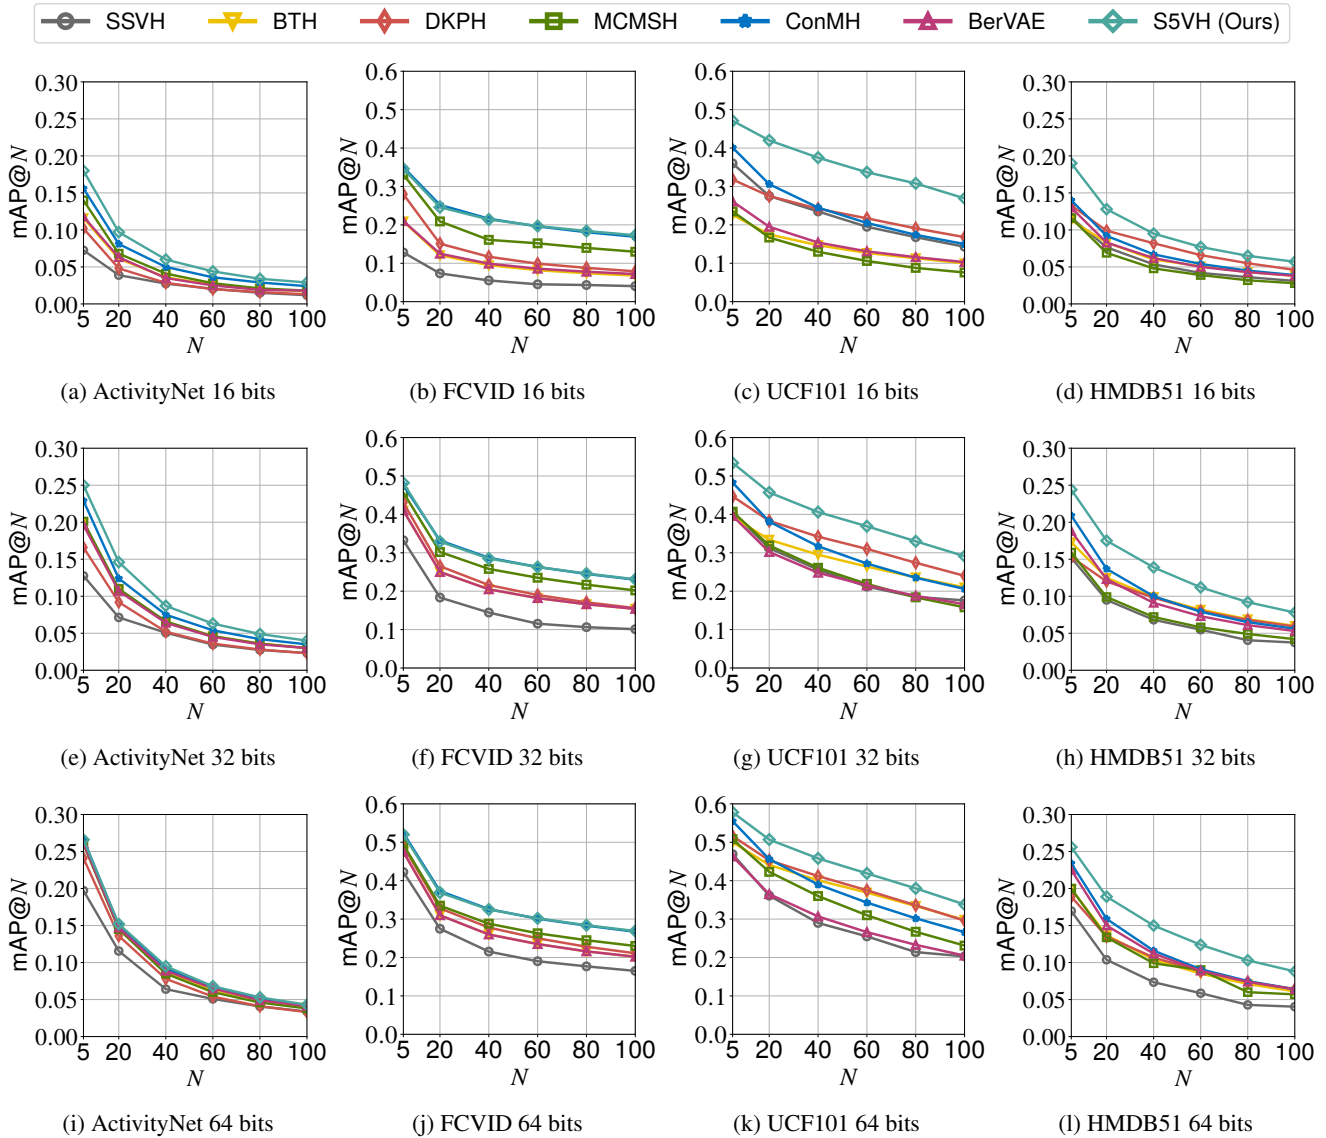 SSVH BTH DKPH MCMSH ConMH BerVAE S5VH (Ours)
mAP@N
0.30
0.25
0.20
0.15
0.10
0.05
0.00
5 20 40 60 80 100
N
(a) ActivityNet 16 bits
mAP@N
0.6
0.5
0.4
0.3
0.2
0.1
0.0
5 20 40 60 80 100
N
(b) FCVID 16 bits
mAP@N
0.6
0.5
0.4
0.3
0.2
0.1
0.0
5 20 40 60 80 100
N
(c) UCF101 16 bits
mAP@N
0.30
0.25
0.20
0.15
0.10
0.05
0.00
5 20 40 60 80 100
N
(d) HMDB51 16 bits
mAP@N
0.30
0.25
0.20
0.15
0.10
0.05
0.00
5 20 40 60 80 100
N
(e) ActivityNet 32 bits
mAP@N
0.6
0.5
0.4
0.3
0.2
0.1
0.0
5 20 40 60 80 100
N
(f) FCVID 32 bits
mAP@N
0.6
0.5
0.4
0.3
0.2
0.1
0.0
5 20 40 60 80 100
N
(g) UCF101 32 bits
mAP@N
0.30
0.25
0.20
0.15
0.10
0.05
0.00
5 20 40 60 80 100
N
(h) HMDB51 32 bits
mAP@N
0.30
0.25
0.20
0.15
0.10
0.05
0.00
5 20 40 60 80 100
N
(i) ActivityNet 64 bits
mAP@N
0.6
0.5
0.4
0.3
0.2
0.1
0.0
5 20 40 60 80 100
N
(j) FCVID 64 bits
mAP@N
0.6
0.5
0.4
0.3
0.2
0.1
0.0
5 20 40 60 80 100
N
(k) UCF101 64 bits
mAP@N
0.30
0.25
0.20
0.15
0.10
0.05
0.00
5 20 40 60 80 100
N
(l) HMDB51 64 bits